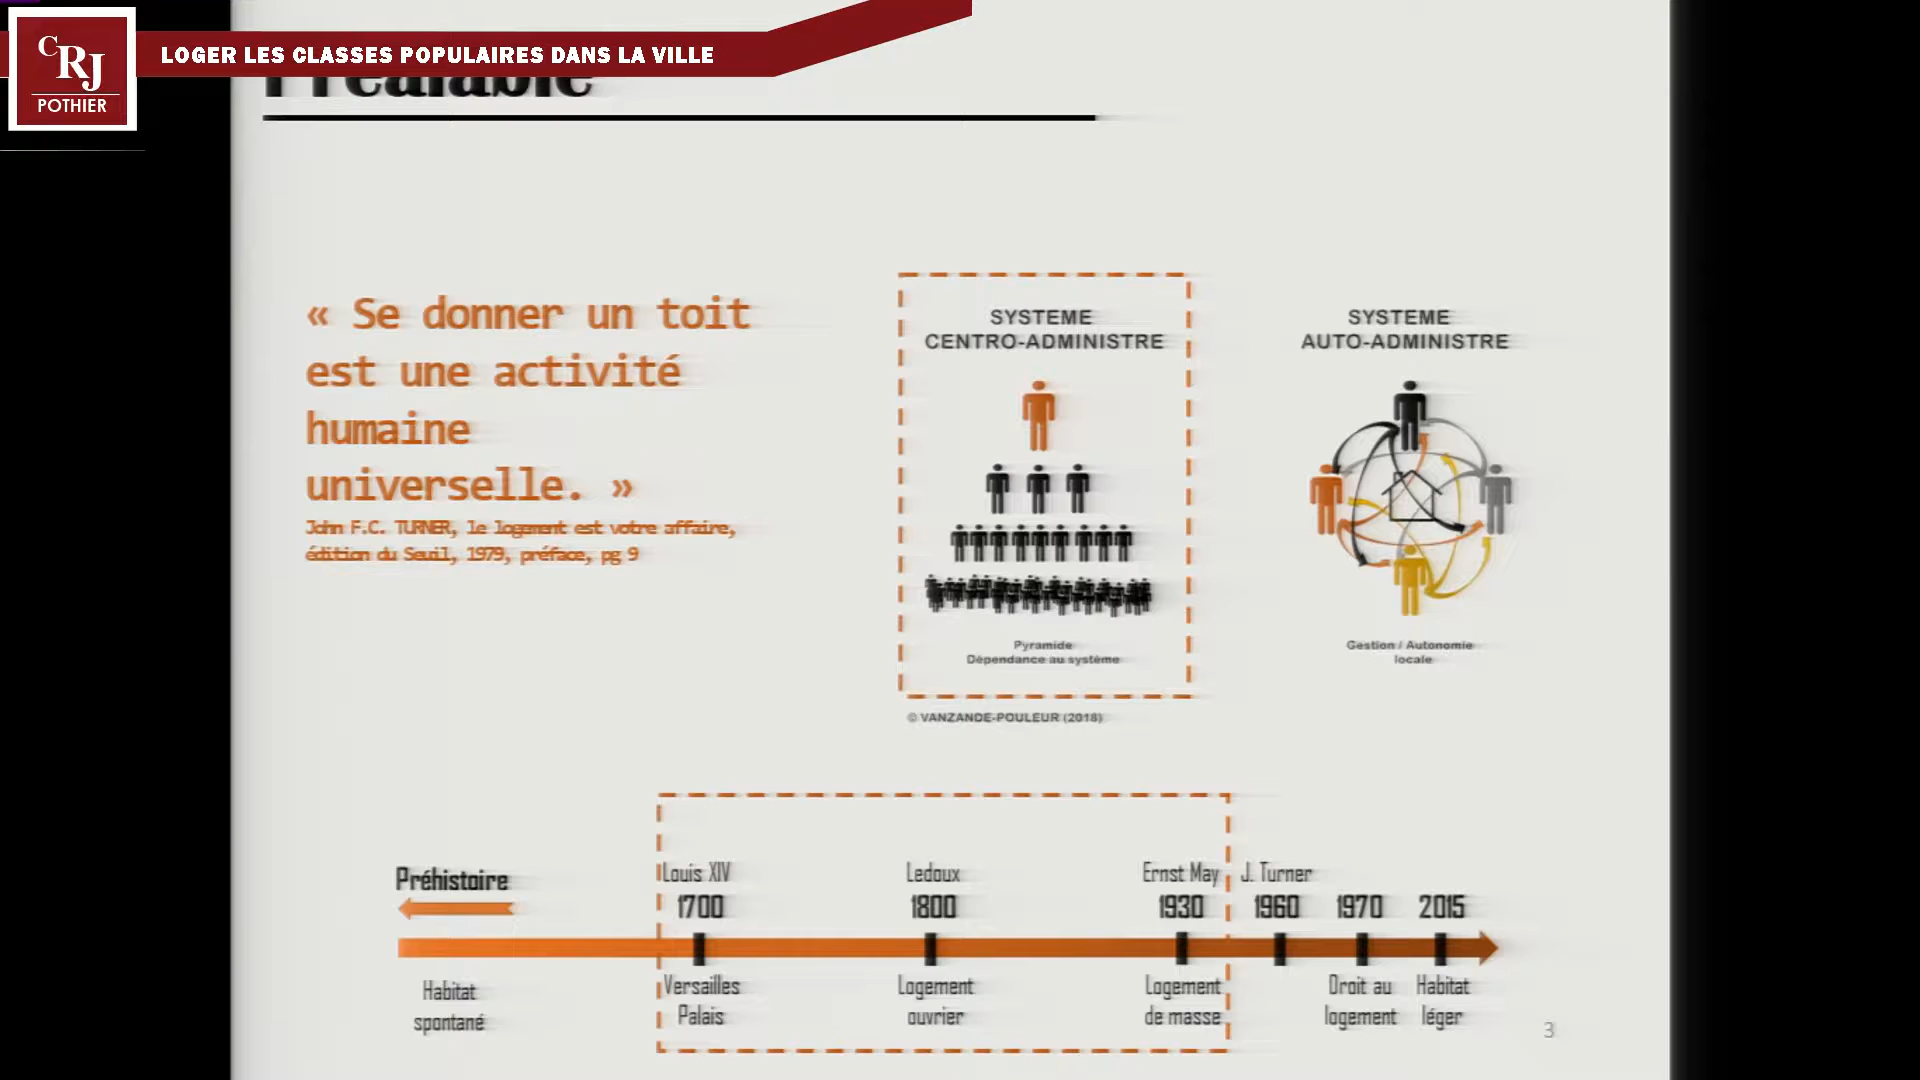 CRJ
POTHIER
LOGER LES CLASSES POPULAIRES DANS LA VILLE
Préalable
« Se donner un toit
est une activité
humaine
universelle. »
John F.C. TURNER, le logement est votre affaire,
édition du Seuil, 1979, préface, pg 9
SYSTEME
CENTRO-ADMINISTRE
Pyramide
Dépendance au système
© VANZANDE-POULEUR (2018)
SYSTEME
AUTO-ADMINISTRE
Gestion / Autonomie
locale
Préhistoire
Louis XIV
1700
Ledoux
1800
Ernst May
1930
J. Turner
1960
1970
2015
Habitat
spontané
Versailles
Palais
Logement
ouvrier
Logement
de masse
Droit au
logement
Habitat
léger
3